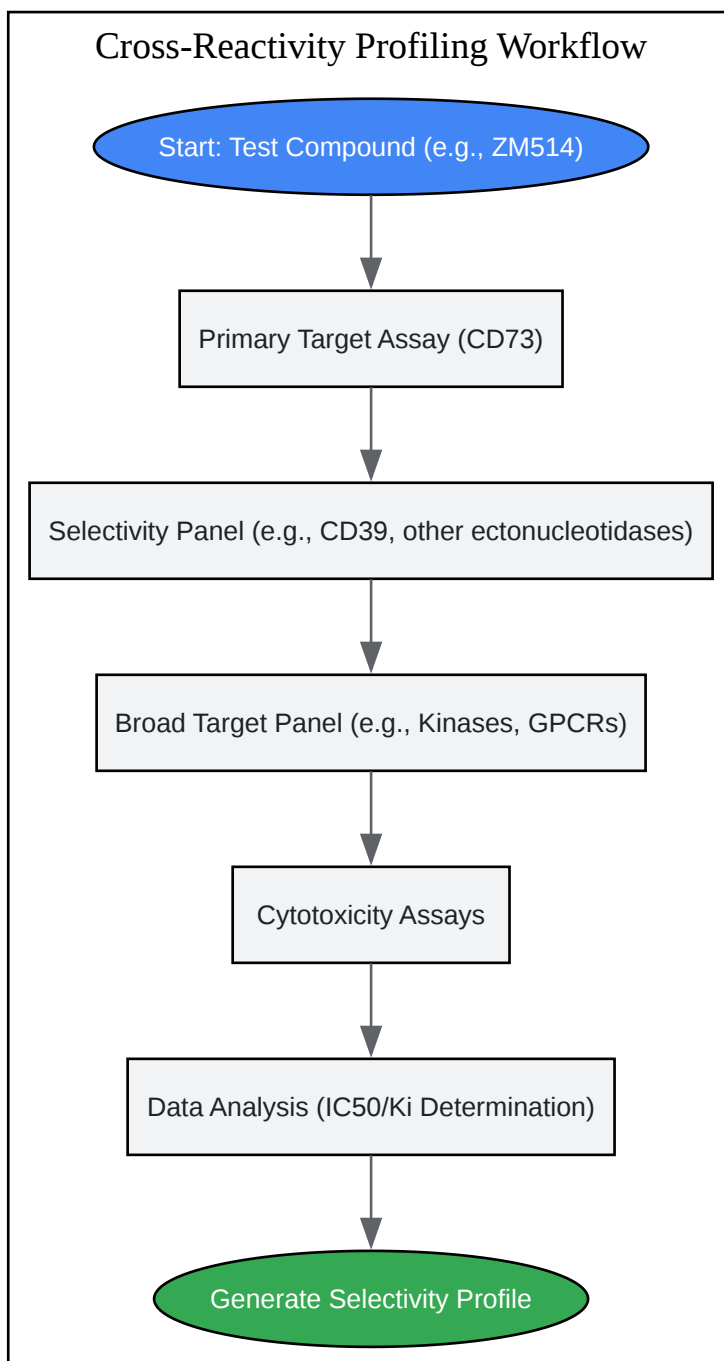 Cross-Reactivity Profiling Workflow
Start: Test Compound (e.g., ZM514)
Primary Target Assay (CD73)
Selectivity Panel (e.g., CD39, other ectonucleotidases)
Broad Target Panel (e.g., Kinases, GPCRs)
Cytotoxicity Assays
Data Analysis (IC50/Ki Determination)
Generate Selectivity Profile